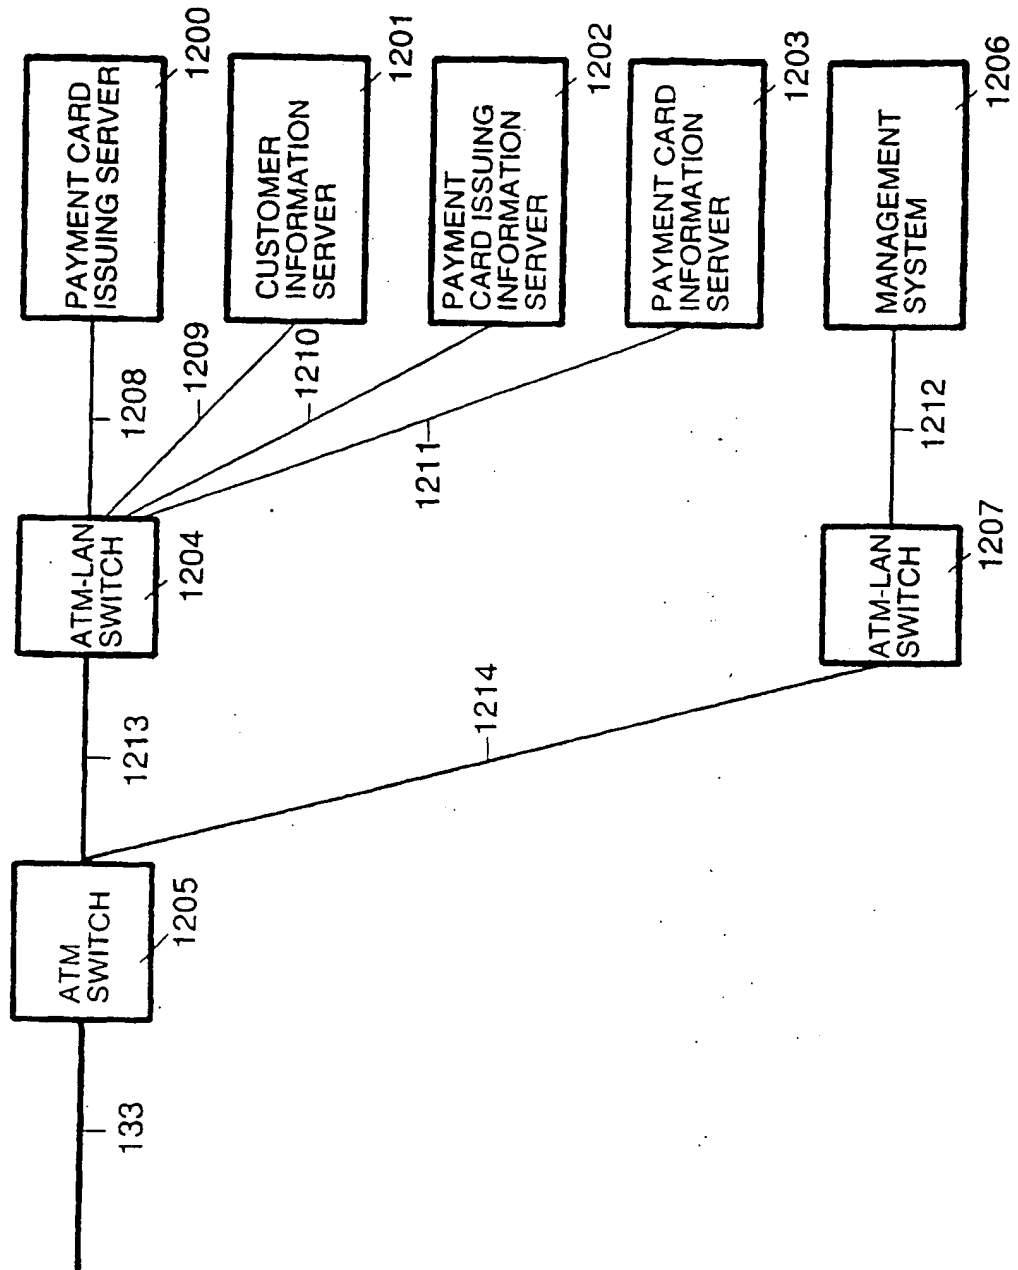 PAYMENT CARD
ISSUING SERVER
1200
CUSTOMER
INFORMATION
SERVER
1201
PAYMENT
CARD ISSUING
INFORMATION
SERVER
1202
PAYMENT CARD
INFORMATION
SERVER
1203
MANAGEMENT
SYSTEM
1206
1208
1209
1210
1211
1212
ATM-LAN
SWITCH
1204
ATM-LAN
SWITCH
1207
1213
1214
ATM
SWITCH
1205
133